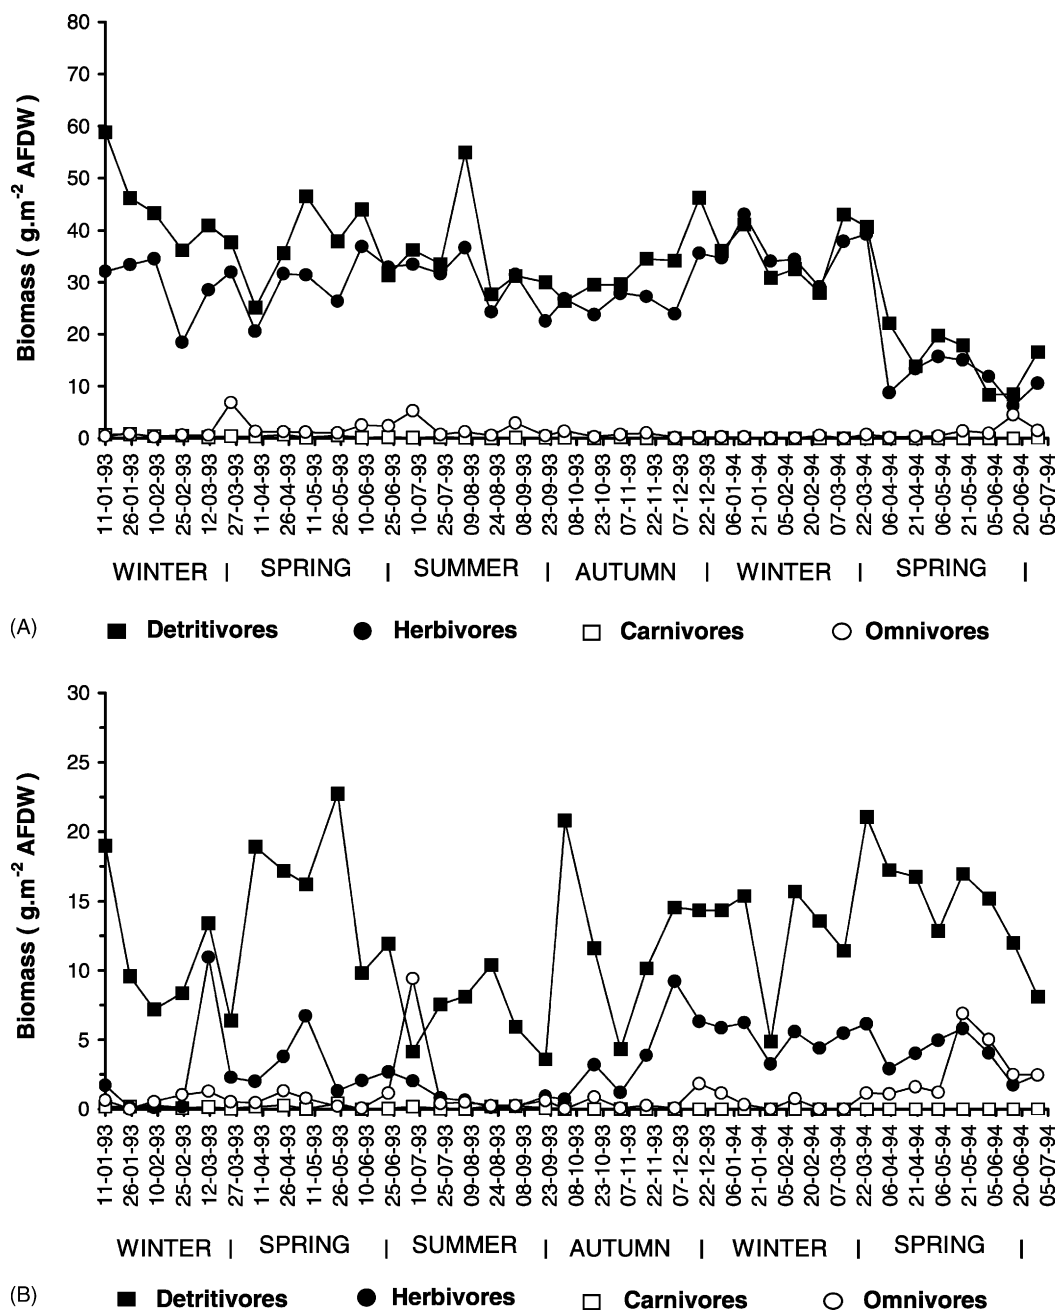 80
70
60
50
40
30
20
10
0
Biomass ( g.m-2 AFDW)
11-01-93 26-01-93 10-02-93 25-02-93 12-03-93 27-03-93 11-04-93 26-04-93 11-05-93 26-05-93 10-06-93 25-06-93 10-07-93 25-07-93 09-08-93 24-08-93 08-09-93 23-09-93 08-10-93 23-10-93 07-11-93 22-11-93 07-12-93 22-12-93 06-01-94 21-01-94 05-02-94 20-02-94 07-03-94 22-03-94 06-04-94 21-04-94 06-05-94 21-05-94 05-06-94 20-06-94 05-07-94
WINTER | SPRING | SUMMER | AUTUMN | WINTER | SPRING |
(A) Detritivores Herbivores Carnivores Omnivores
30
25
20
15
10
5
0
Biomass ( g.m-2 AFDW )
11-01-93 26-01-93 10-02-93 25-02-93 12-03-93 27-03-93 11-04-93 26-04-93 11-05-93 26-05-93 10-06-93 25-06-93 10-07-93 25-07-93 09-08-93 24-08-93 08-09-93 23-09-93 08-10-93 23-10-93 07-11-93 22-11-93 07-12-93 22-12-93 06-01-94 21-01-94 05-02-94 20-02-94 07-03-94 22-03-94 06-04-94 21-04-94 06-05-94 21-05-94 05-06-94 20-06-94 05-07-94
WINTER | SPRING | SUMMER | AUTUMN | WINTER | SPRING |
(B) Detritivores Herbivores Carnivores Omnivores